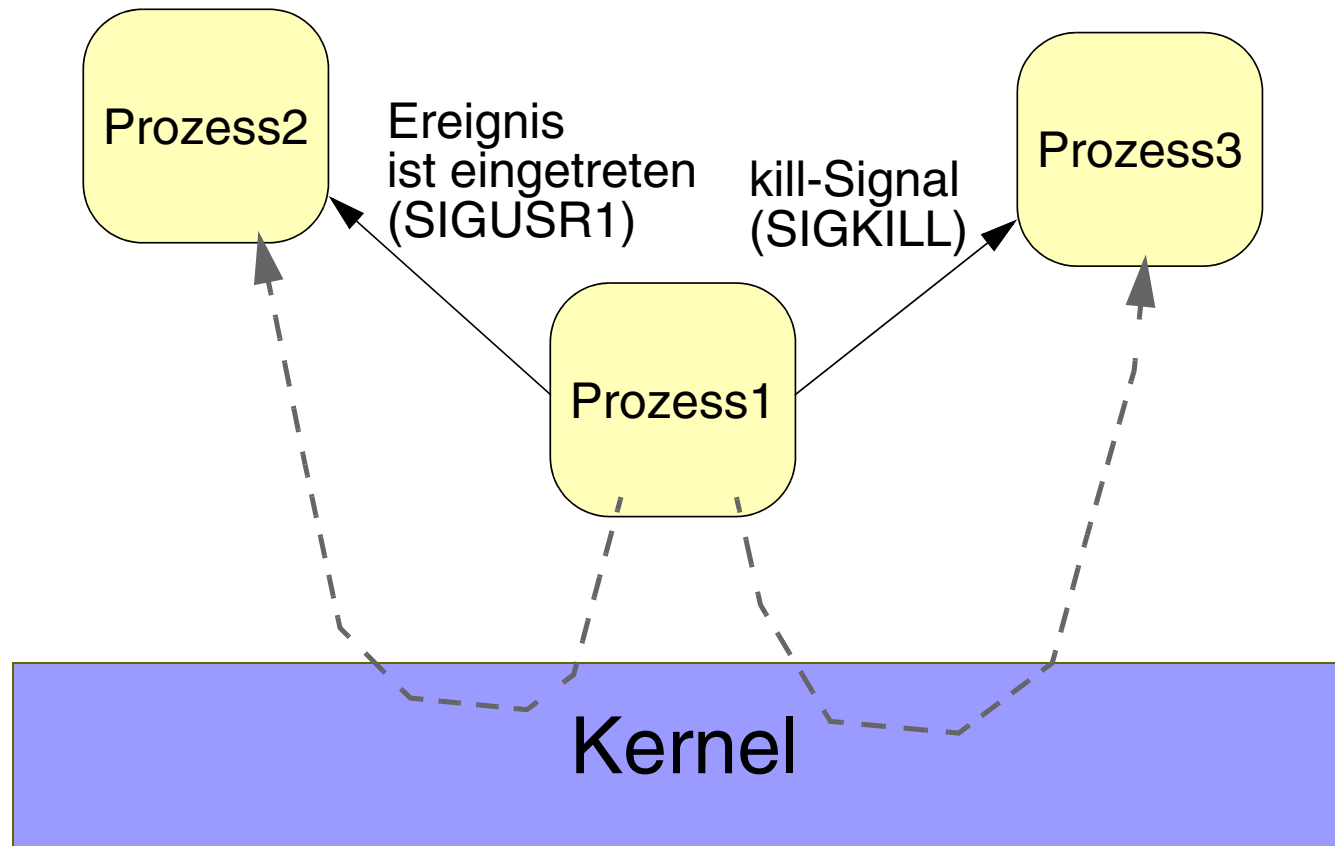 Prozess2
Ereignis
ist eingetreten
(SIGUSR1)
kill-Signal
(SIGKILL)
Prozess3
Prozess1
Kernel